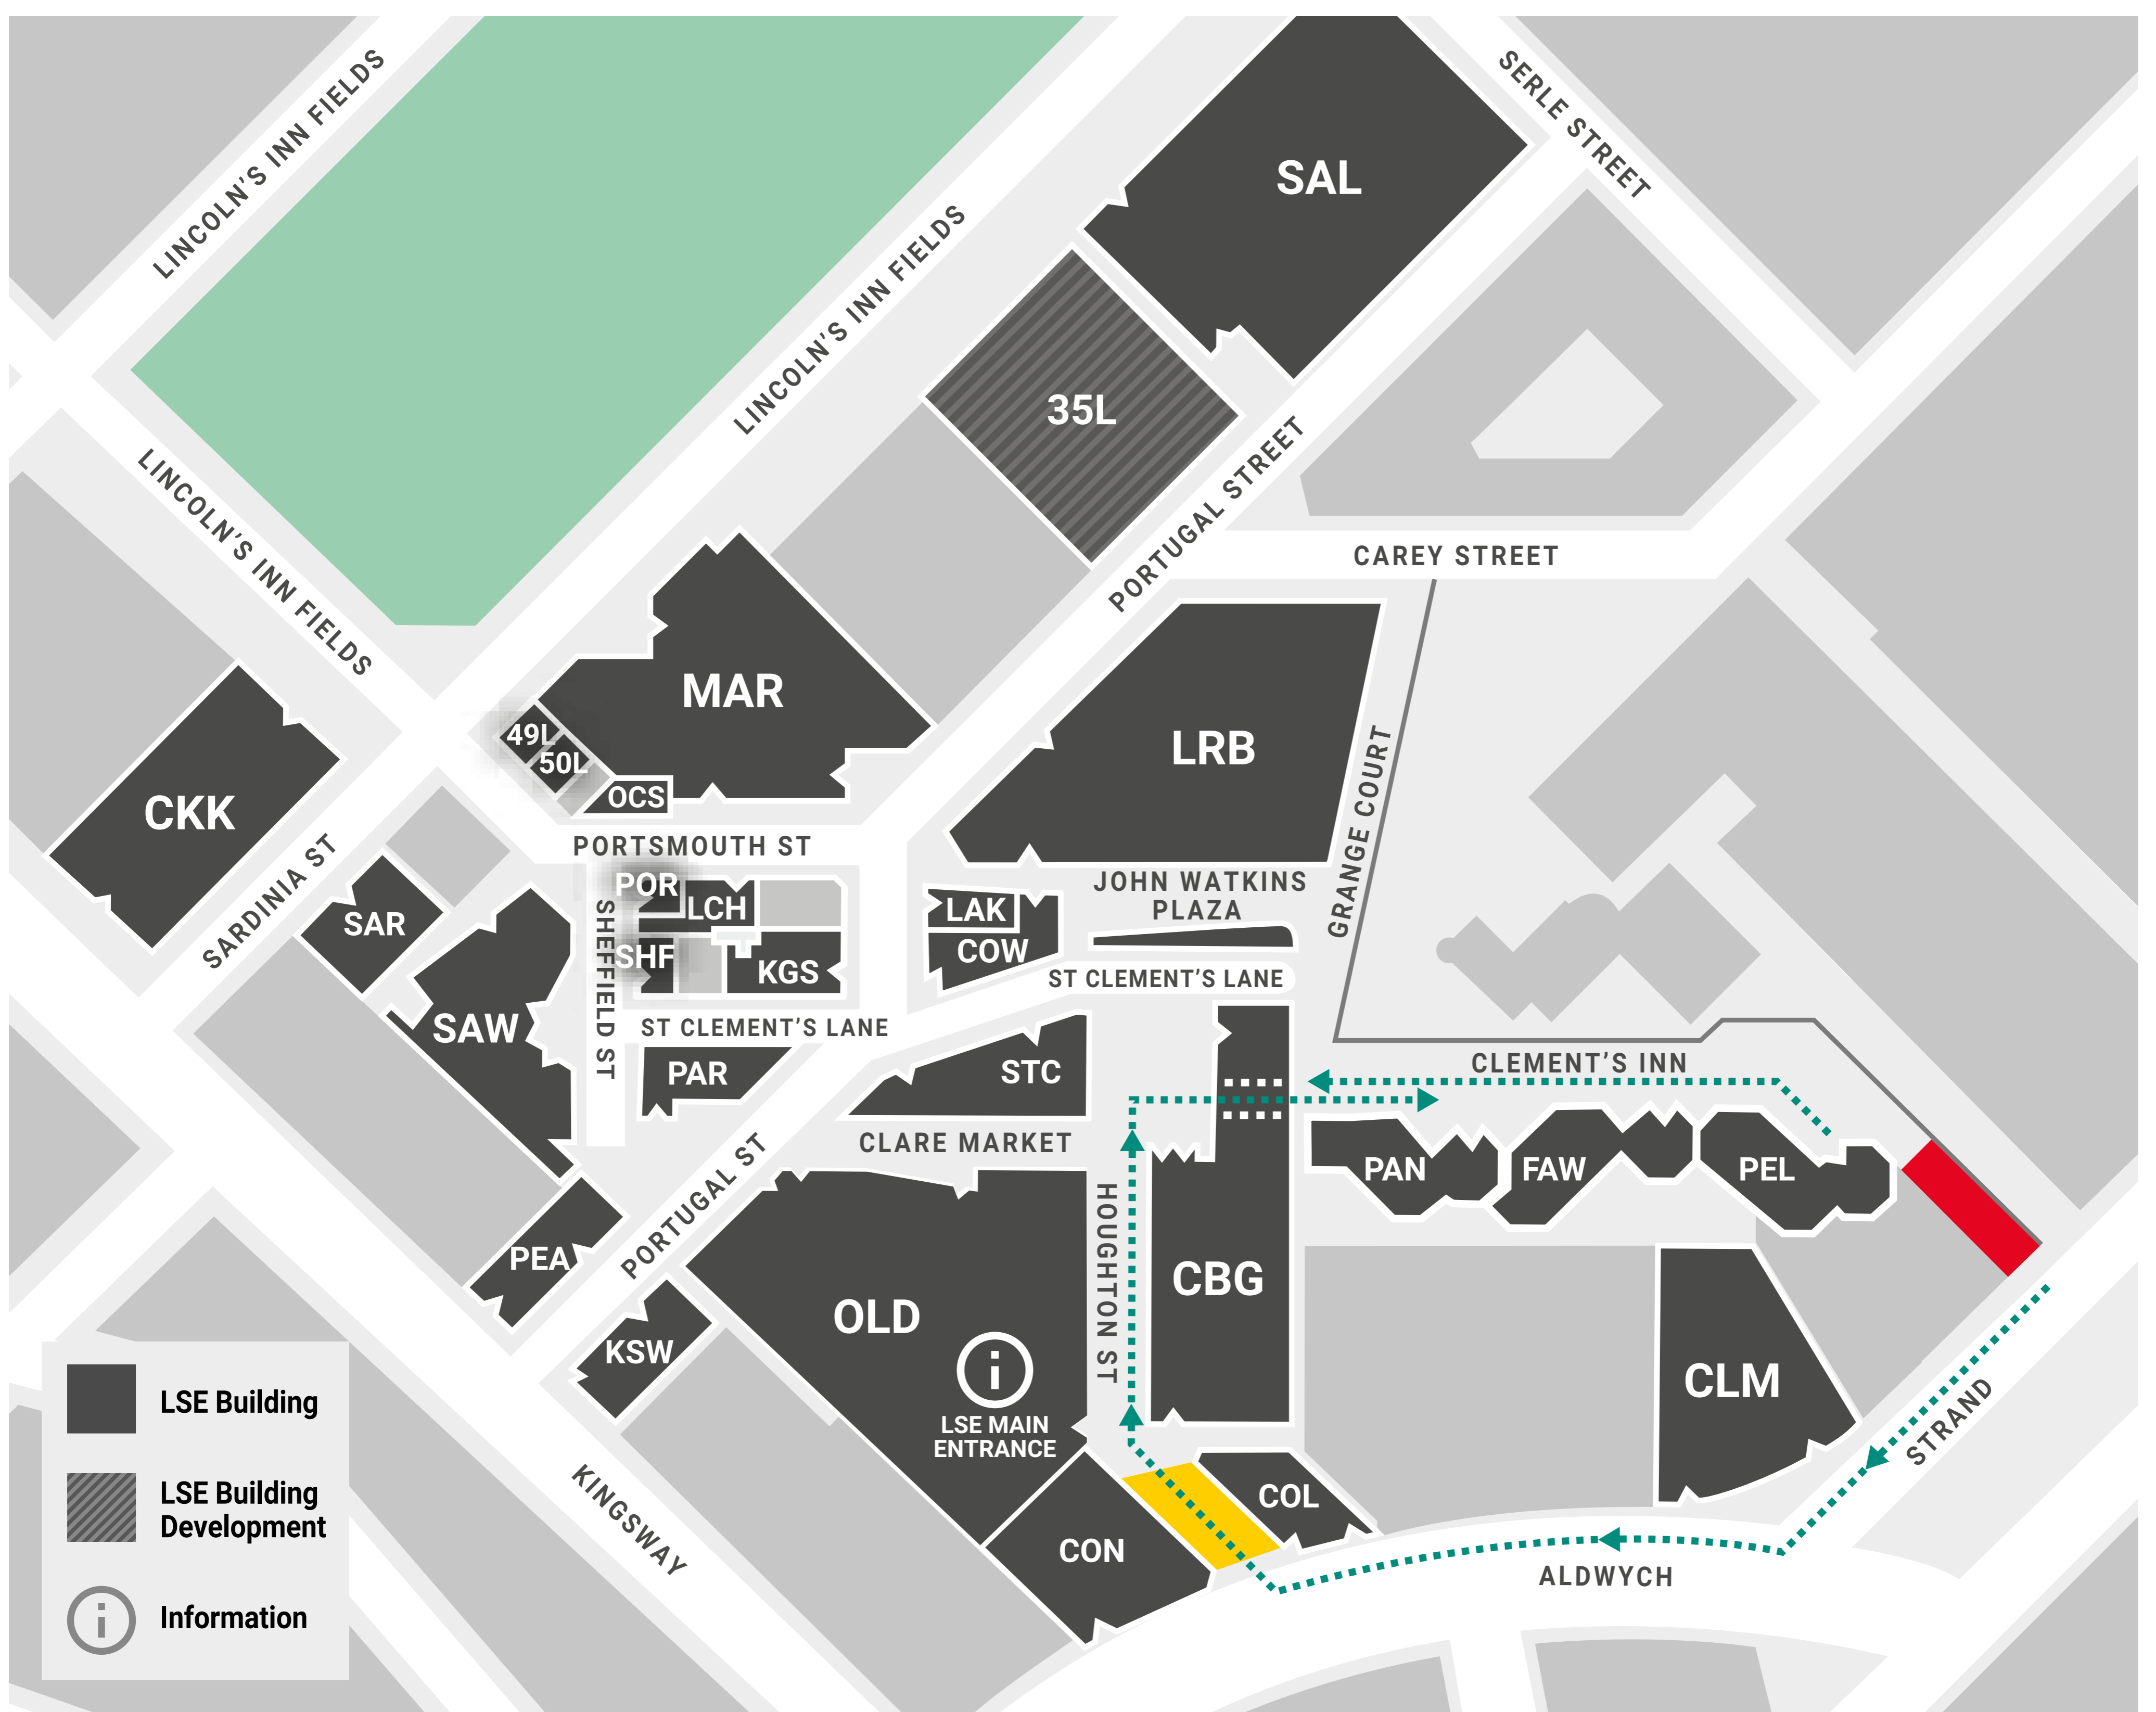 LINCOLN'S INN FIELDS
SERLE STREET
SAL
LINCOLN'S INN FIELDS
35L
PORTUGAL STREET
LINCOLN'S INN FIELDS
CAREY STREET
MAR
49L
50L
OCS
LRB
CKK
GRANGE COURT
PORTSMOUTH ST
SARDINIA ST
SAR
POR
LCH
SHEFFIELD ST
SHF
KGS
LAK
COW
JOHN WATKINS
PLAZA
ST CLEMENT'S LANE
SAW
ST CLEMENT'S LANE
PAR
STC
CLEMENT'S INN
CLARE MARKET
PORTUGAL ST
PAN
FAW
PEL
PEA
HOUGHTON ST
CBG
OLD
KSW
i
LSE MAIN
ENTRANCE
CLM
STRAND
COL
CON
ALDWYCH
KINGSWAY
LSE Building
LSE Building
Development
i
Information